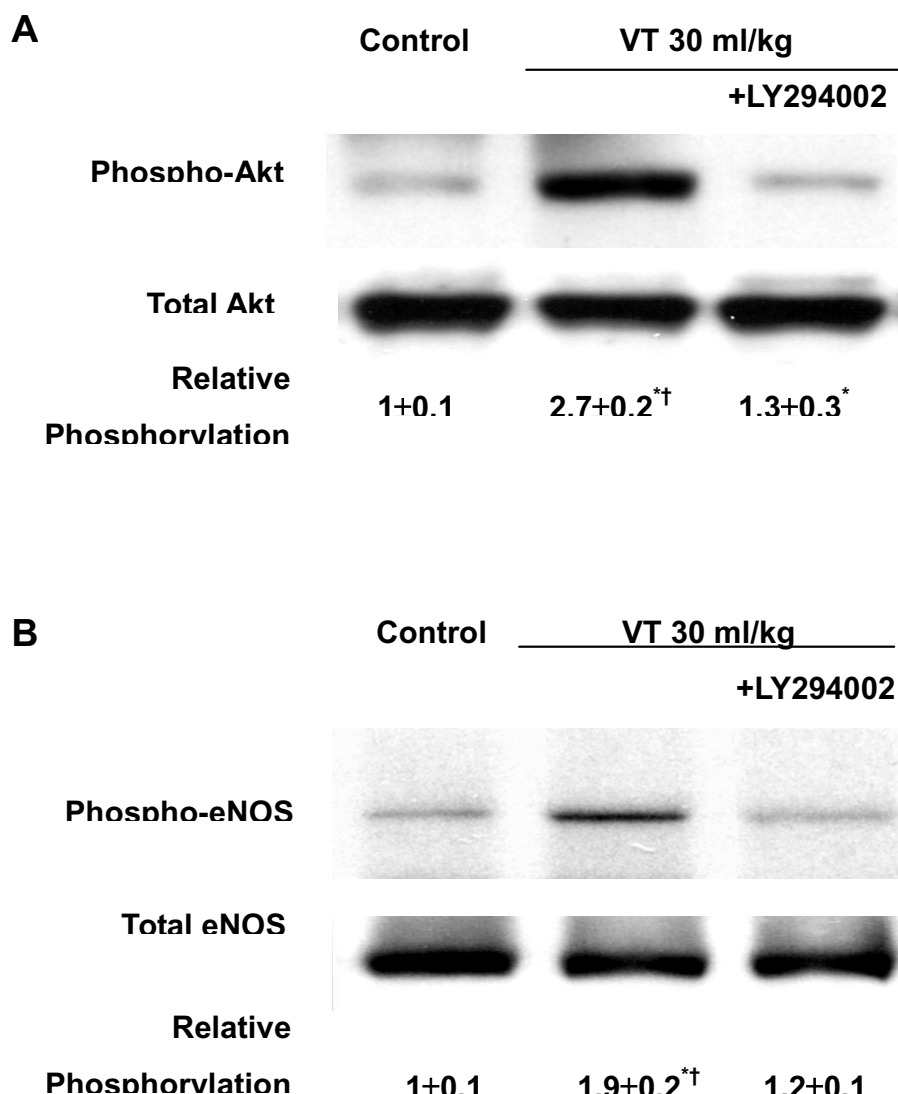 A
Control VT 30 ml/kg
+LY294002
Phospho-Akt
Total Akt
Relative
1±0.1 2.7±0.2*† 1.3±0.3*
Phosphorylation
B
Control VT 30 ml/kg
+LY294002
Phospho-eNOS
Total eNOS
Relative
Phosphorylation 1±0.1 1.9±0.2*† 1.2±0.1